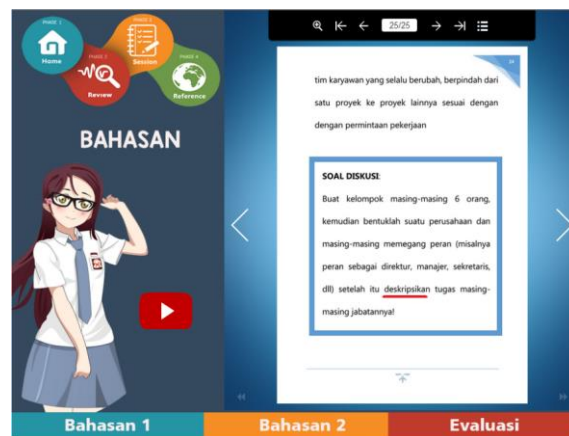 PHASE 1
Home
PHASE 2
Session
PHASE 3
Review
PHASE 4
Reference
BAHASAN
25/25
24
tim karyawan yang selalu berubah, berpindah dari
satu proyek ke proyek lainnya sesuai dengan
dengan permintaan pekerjaan
SOAL DISKUSI:
Buat kelompok masing-masing 6 orang,
kemudian bentuklah suatu perusahaan dan
masing-masing memegang peran (misalnya
peran sebagai direktur, manajer, sekretaris,
dll) setelah itu deskripsikan tugas masing-
masing jabatannya!
Bahasan 1
Bahasan 2
Evaluasi